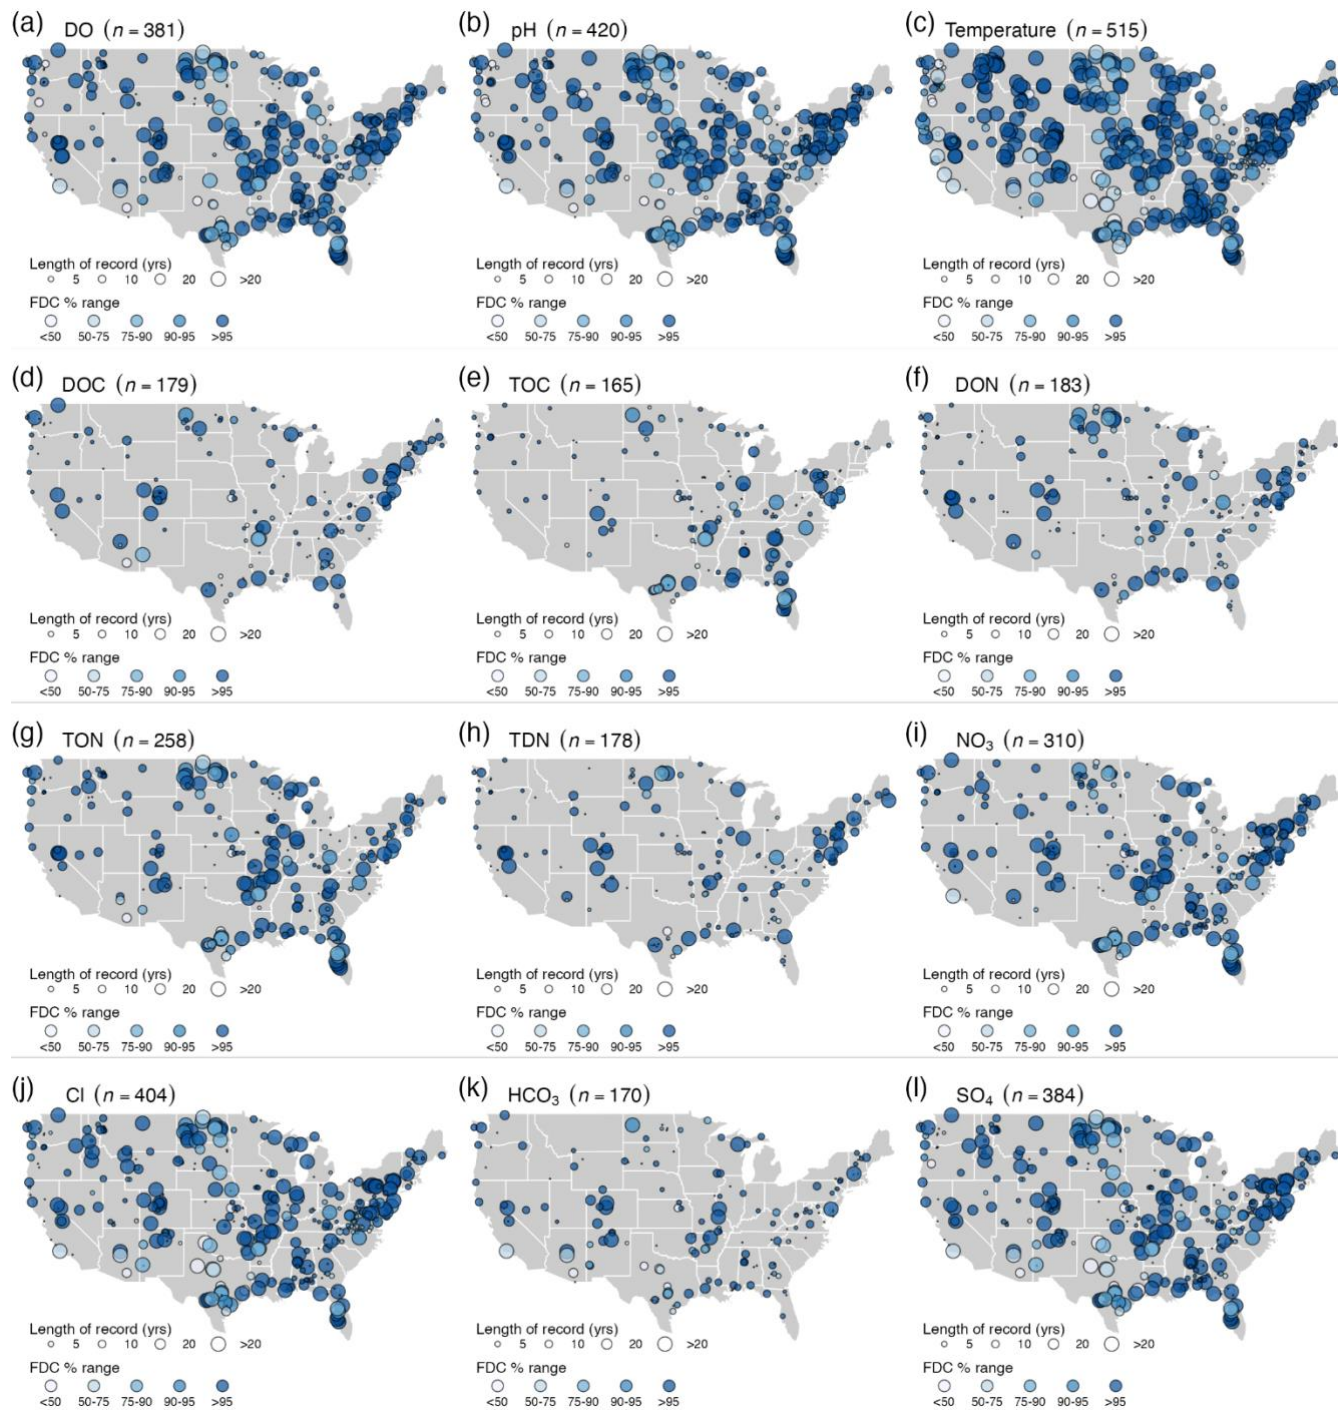 (a) DO (n = 381)
(b) pH (n = 420)
(c) Temperature (n = 515)
Length of record (yrs)
5 10 20 >20
FDC % range
<50 50-75 75-90 90-95 >95
Length of record (yrs)
5 10 20 >20
FDC % range
<50 50-75 75-90 90-95 >95
Length of record (yrs)
5 10 20 >20
FDC % range
<50 50-75 75-90 90-95 >95
(d) DOC (n = 179)
(e) TOC (n = 165)
(f) DON (n = 183)
Length of record (yrs)
5 10 20 >20
FDC % range
<50 50-75 75-90 90-95 >95
Length of record (yrs)
5 10 20 >20
FDC % range
<50 50-75 75-90 90-95 >95
Length of record (yrs)
5 10 20 >20
FDC % range
<50 50-75 75-90 90-95 >95
(g) TON (n = 258)
(h) TDN (n = 178)
(i) NO₃ (n = 310)
Length of record (yrs)
5 10 20 >20
FDC % range
<50 50-75 75-90 90-95 >95
Length of record (yrs)
5 10 20 >20
FDC % range
<50 50-75 75-90 90-95 >95
Length of record (yrs)
5 10 20 >20
FDC % range
<50 50-75 75-90 90-95 >95
(j) Cl (n = 404)
(k) HCO₃ (n = 170)
(l) SO₄ (n = 384)
Length of record (yrs)
5 10 20 >20
FDC % range
<50 50-75 75-90 90-95 >95
Length of record (yrs)
5 10 20 >20
FDC % range
<50 50-75 75-90 90-95 >95
Length of record (yrs)
5 10 20 >20
FDC % range
<50 50-75 75-90 90-95 >95